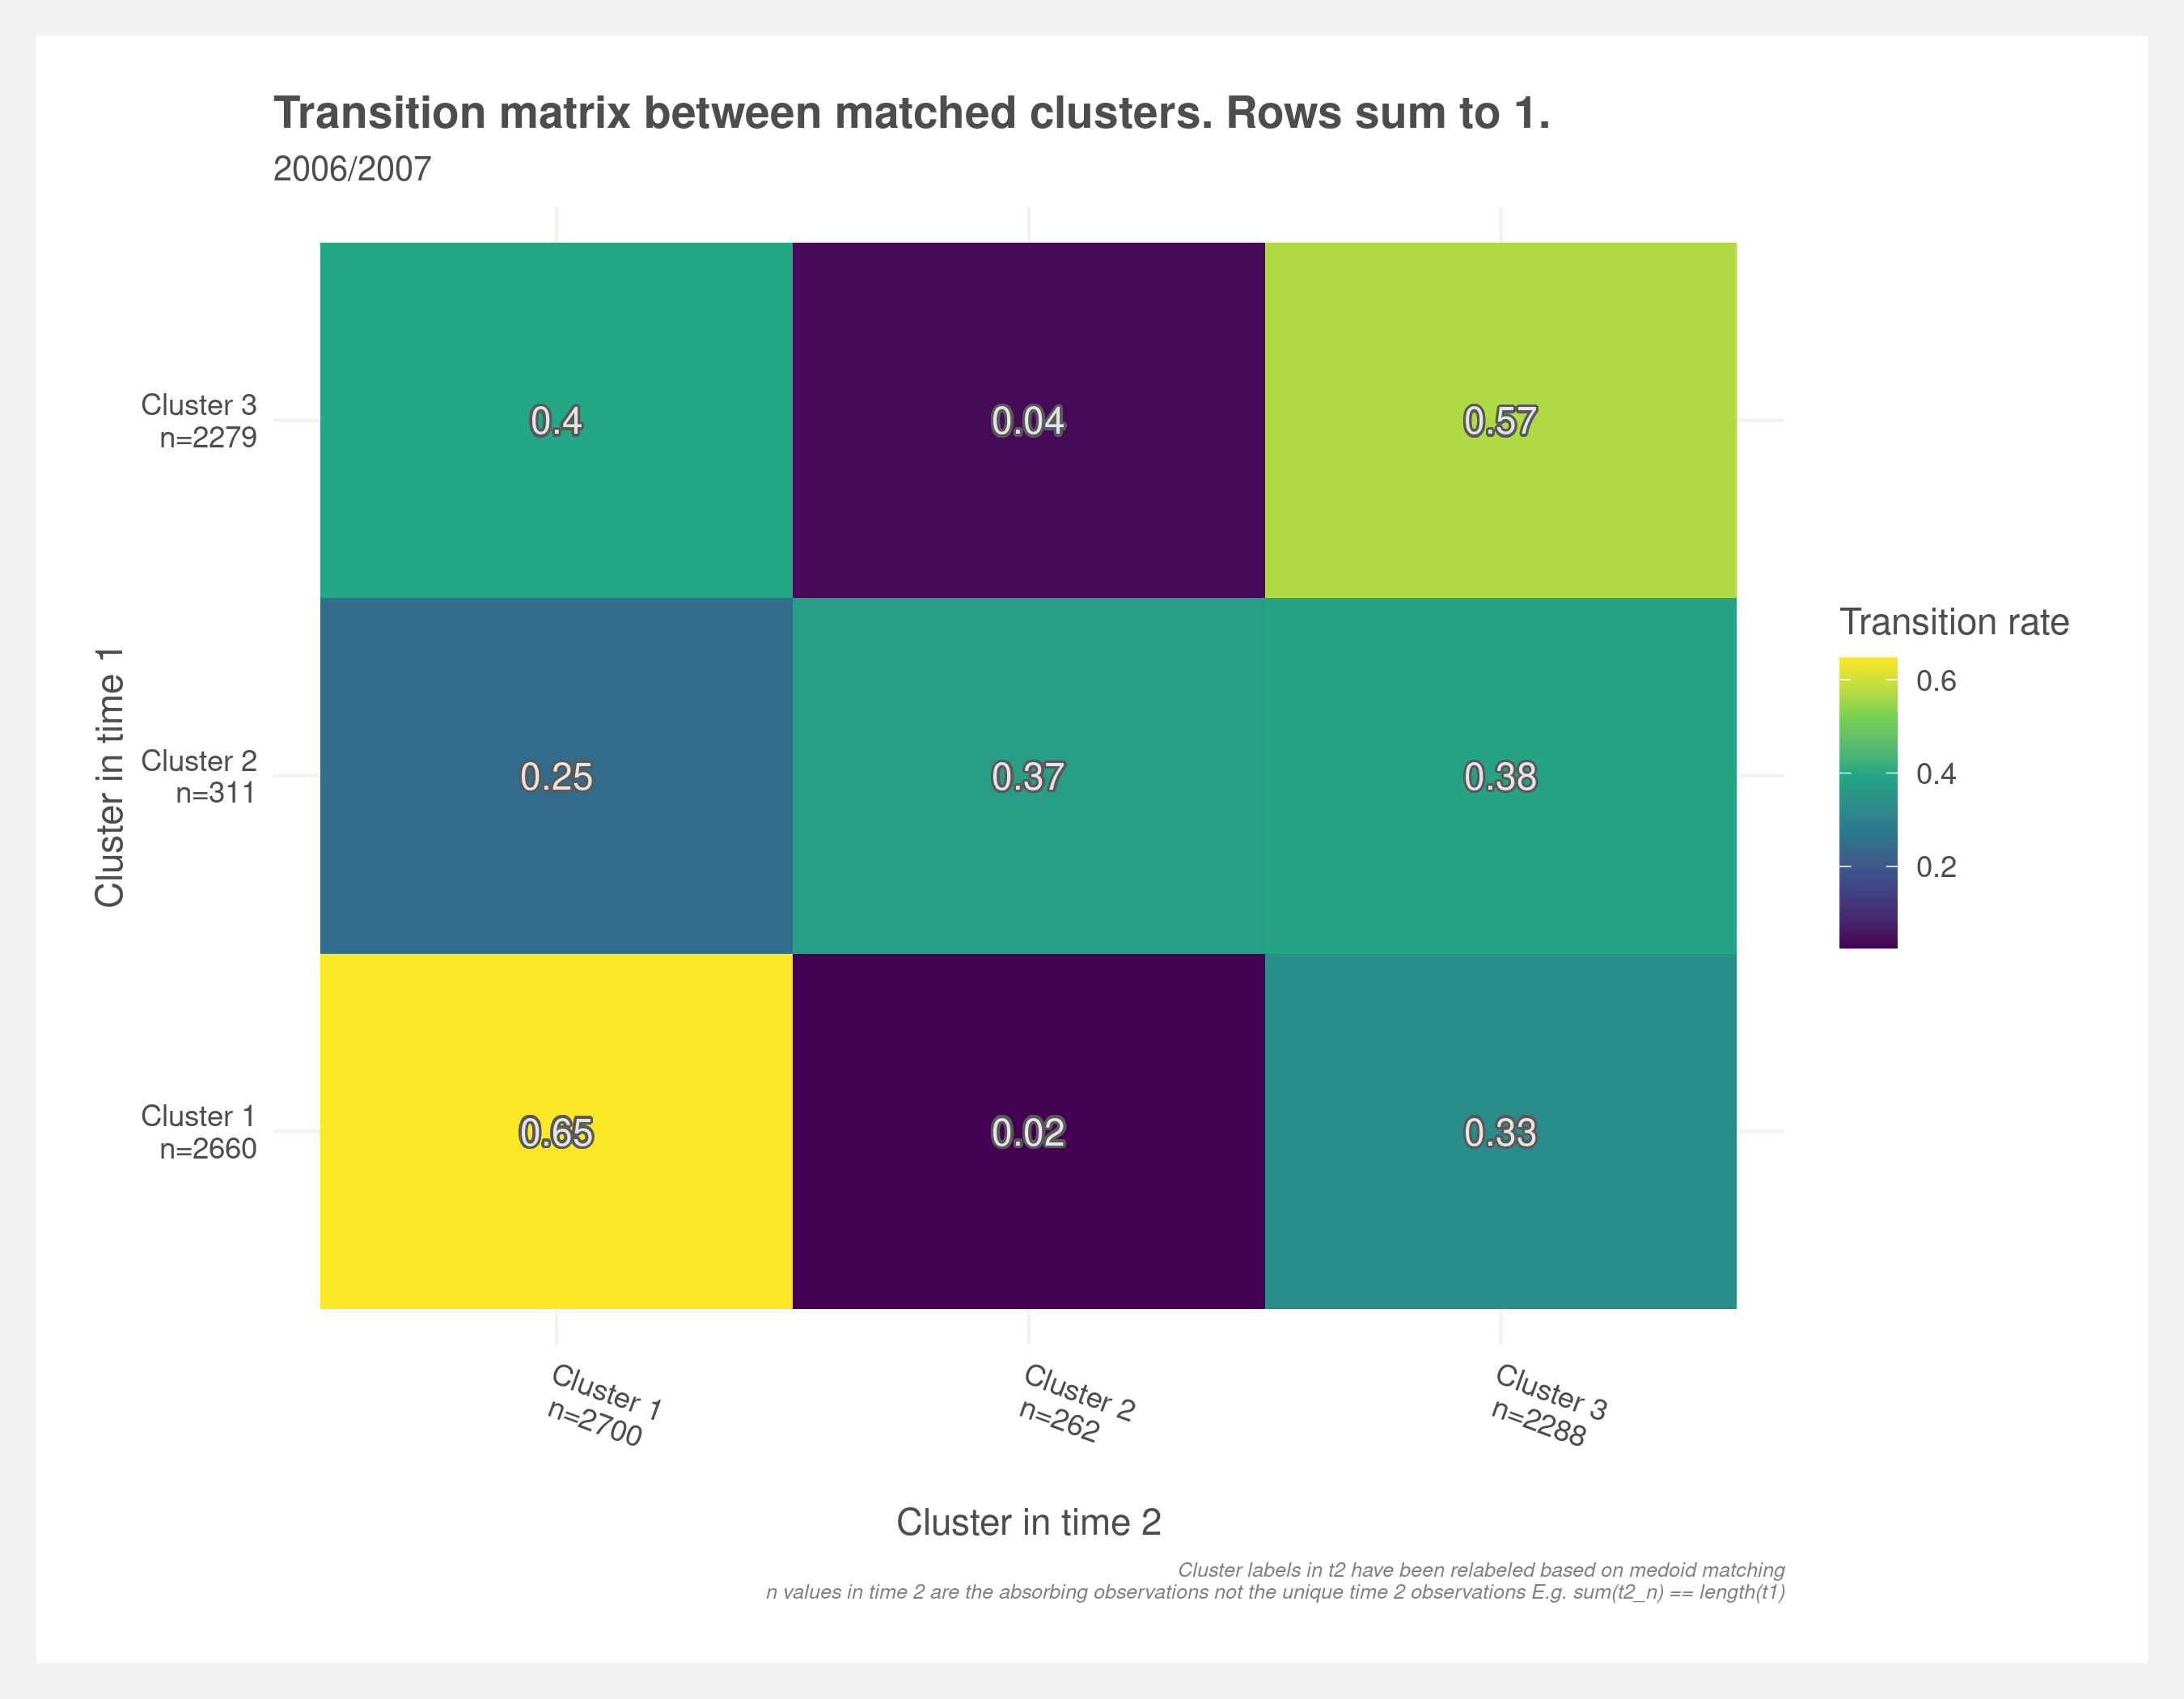 Transition matrix between matched clusters. Rows sum to 1.
2006/2007
Cluster in time 1
Cluster 3
n=2279
0.4
0.04
0.57
Cluster 2
n=311
0.25
0.37
0.38
Cluster 1
n=2660
0.65
0.02
0.33
Transition rate
0.6
0.4
0.2
Cluster 1
n=2700
Cluster 2
n=262
Cluster 3
n=2288
Cluster in time 2
Cluster labels in t2 have been relabeled based on medoid matching
n values in time 2 are the absorbing observations not the unique time 2 observations E.g. sum(t2_n) == length(t1)